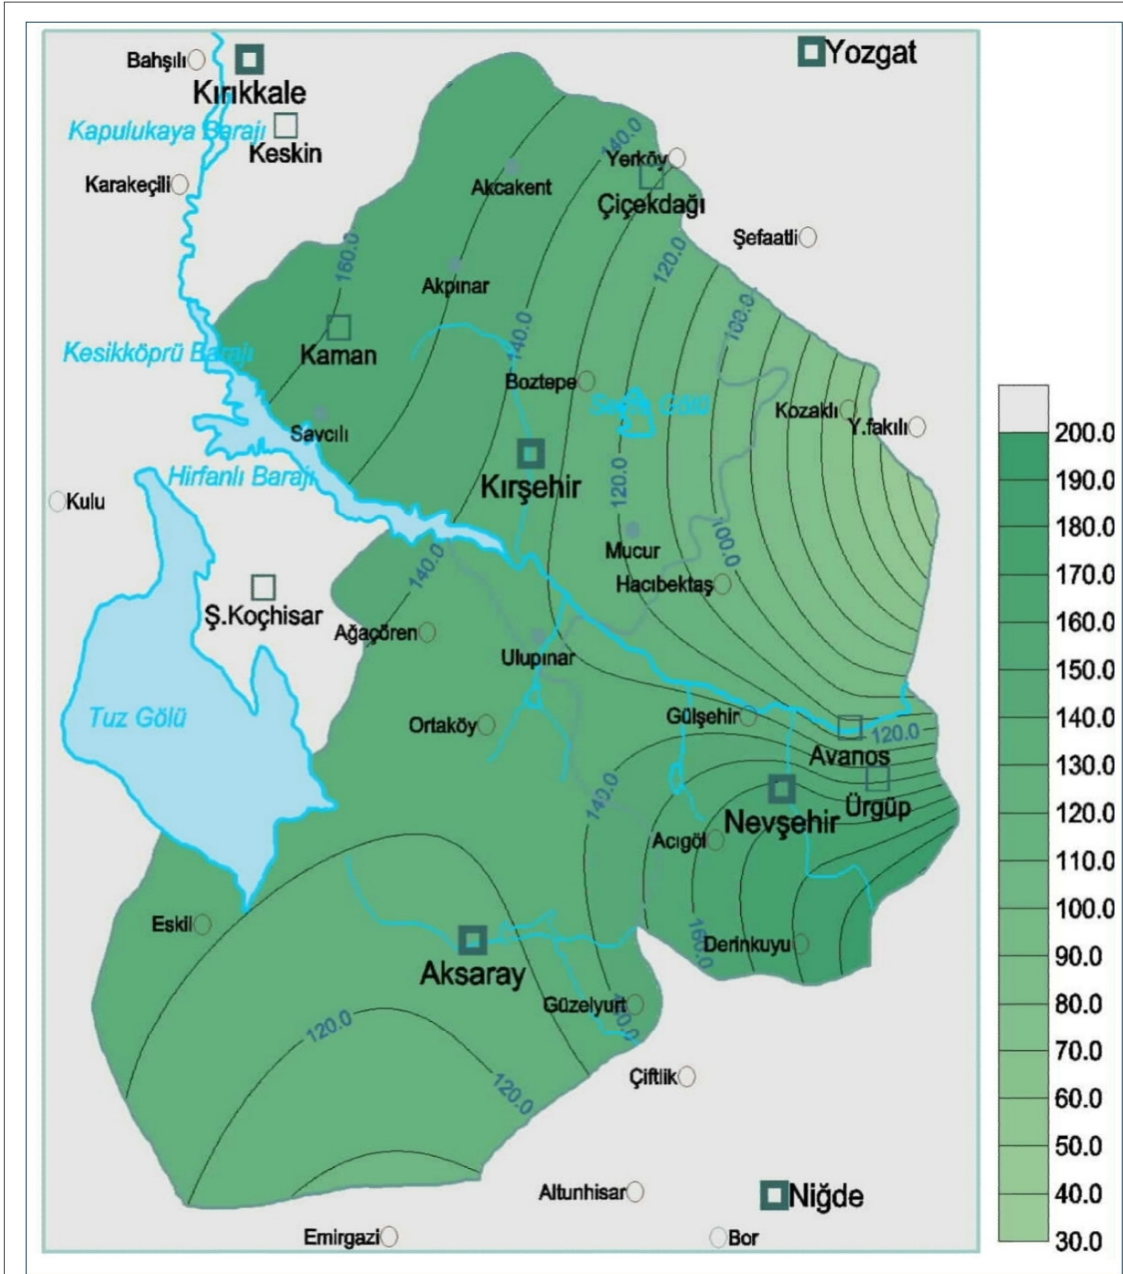 Yozgat
Bahşılı
Kırıkkale
Kapulukaya Barajı
Keskin
140.0
Yerköy
Karakeçili
Akcakent
Çiçekdağı
Şefaatli
160.0
120.0
Akpınar
100.0
Kesikköprü Barajı
Kaman
140.0
Boztepe
Seyfe Gölü
Kozaklı
Y.fakılı
Savcılı
200.0
Hirfanlı Barajı
Kırşehir
120.0
190.0
Kulu
180.0
Mucur
100.0
140.0
170.0
Hacıbektaş
Ş.Koçhisar
160.0
Ağaçören
Ulupınar
150.0
Tuz Gölü
Ortaköy
Gülşehir
140.0
120.0
Avanos
130.0
140.0
Ürgüp
Nevşehir
120.0
Acıgöl
110.0
Eskil
100.0
160.0
Derinkuyu
90.0
Aksaray
80.0
Güzelyurt
120.0
70.0
Çiftlik
120.0
60.0
50.0
Altunhisar
Niğde
40.0
Emirgazi
Bor
30.0